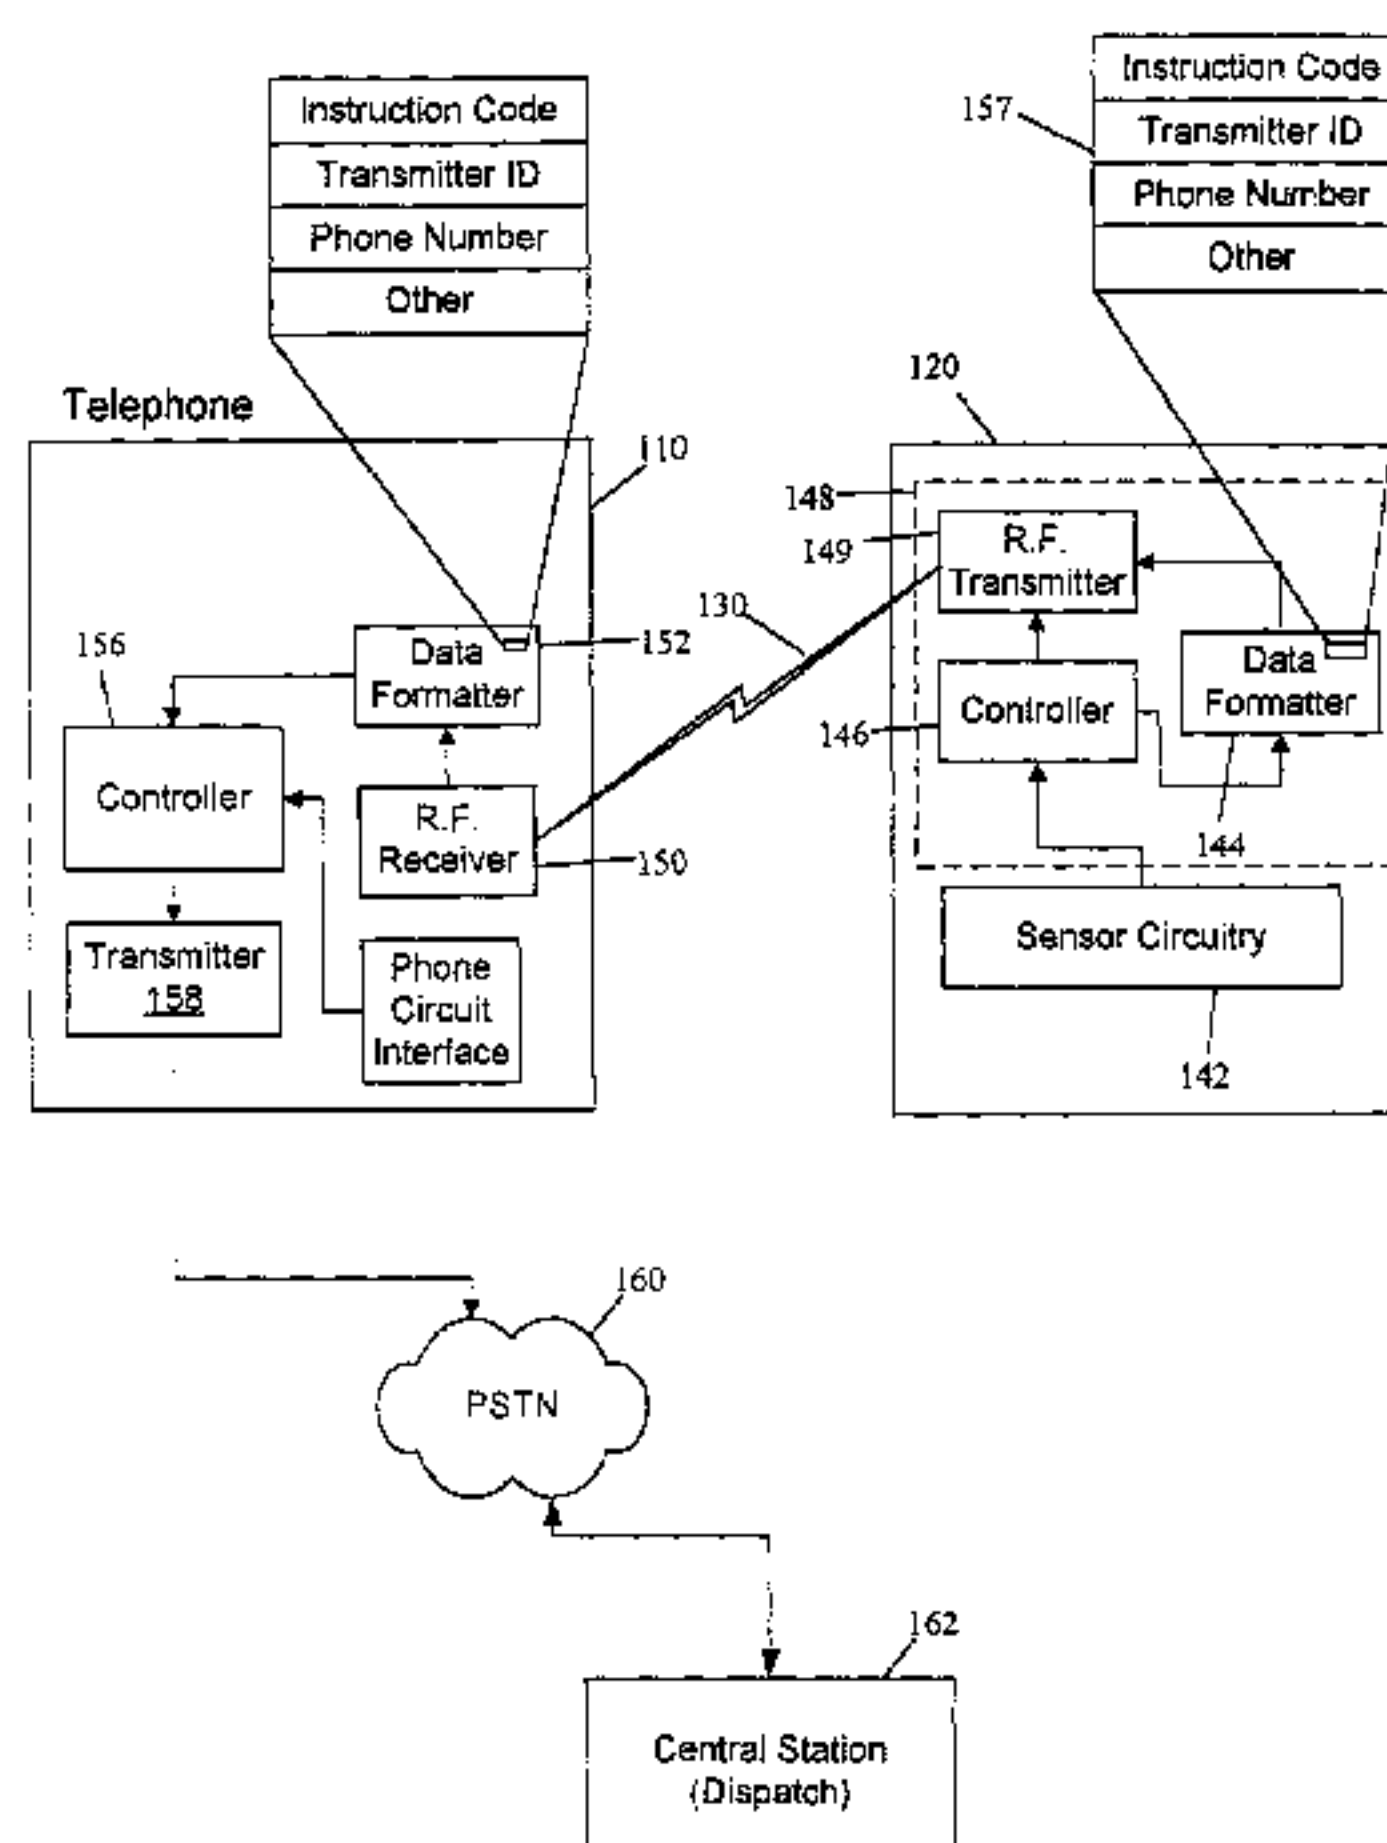 Instruction Code
Transmitter ID
Phone Number
Other
157
Instruction Code
Transmitter ID
Phone Number
Other
Telephone
110
120
148
149
R.F.
Transmitter
130
156
Data
Formatter
152
Controller
146
Controller
Data
Formatter
144
R.F.
Receiver
150
Transmitter
158
Phone
Circuit
Interface
Sensor Circuitry
142
160
PSTN
162
Central Station
(Dispatch)